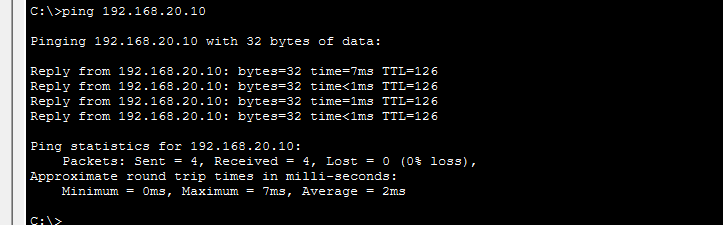 C:\>ping 192.168.20.10
Pinging 192.168.20.10 with 32 bytes of data:
Reply from 192.168.20.10: bytes=32 time=7ms TTL=126
Reply from 192.168.20.10: bytes=32 time<1ms TTL=126
Reply from 192.168.20.10: bytes=32 time=1ms TTL=126
Reply from 192.168.20.10: bytes=32 time<1ms TTL=126
Ping statistics for 192.168.20.10:
    Packets: Sent = 4, Received = 4, Lost = 0 (0% loss),
Approximate round trip times in milli-seconds:
    Minimum = 0ms, Maximum = 7ms, Average = 2ms
C:\>